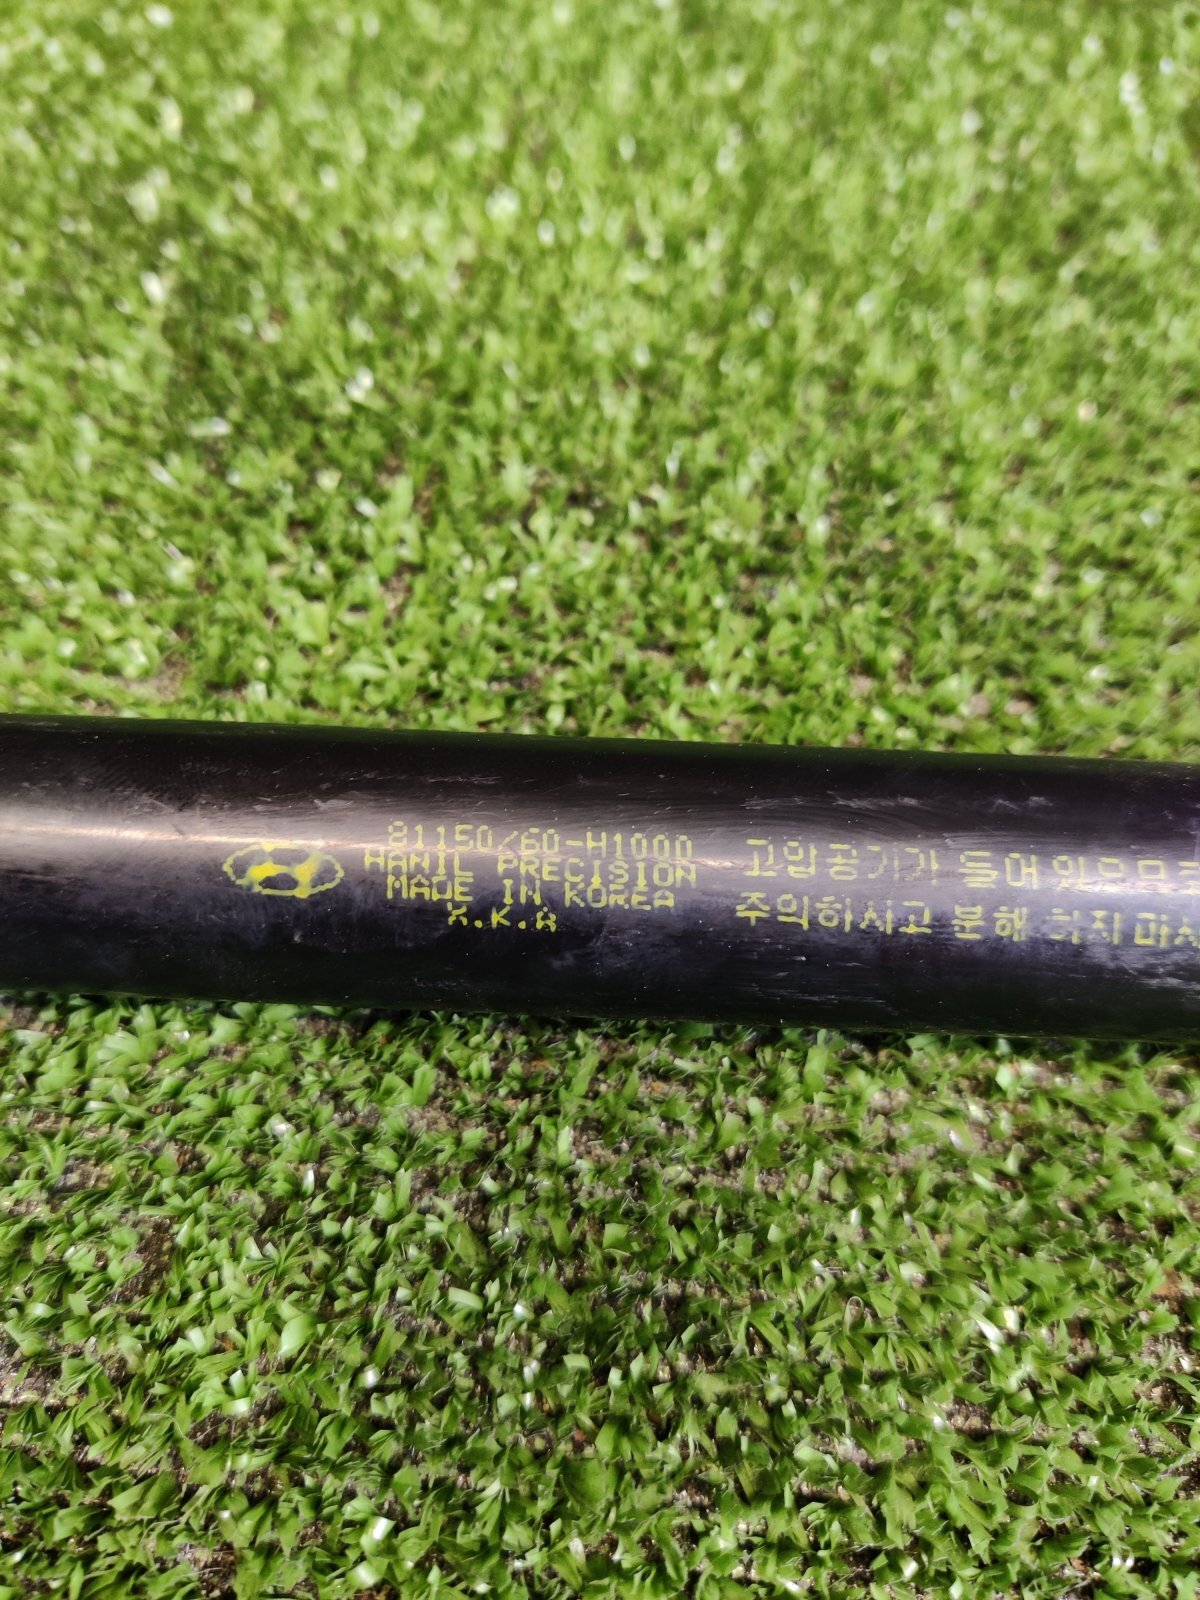 81150/60-H1000
HANIL PRECISION
MADE IN KOREA
X.K.A
고압공기가 들어있으므로
주의하시고 분해 하지마시